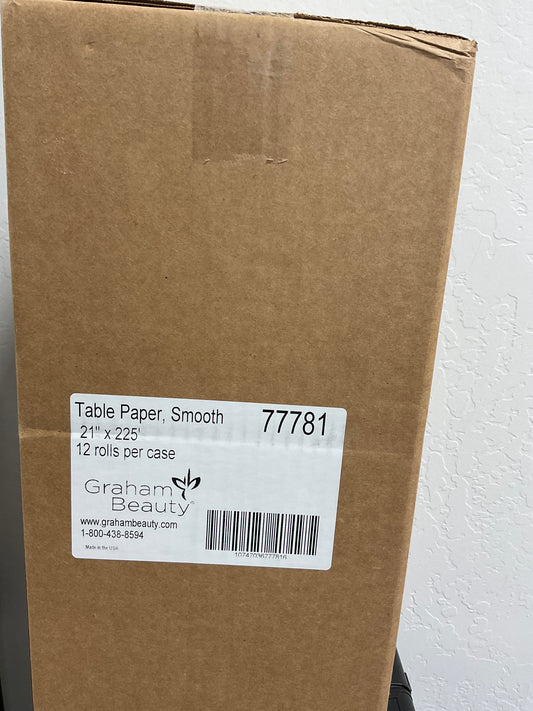 Table Paper, Smooth 77781
21" x 225'
12 rolls per case
Graham
Beauty
www.grahambeauty.com
1-800-438-8594
Made in the USA
10747036777816